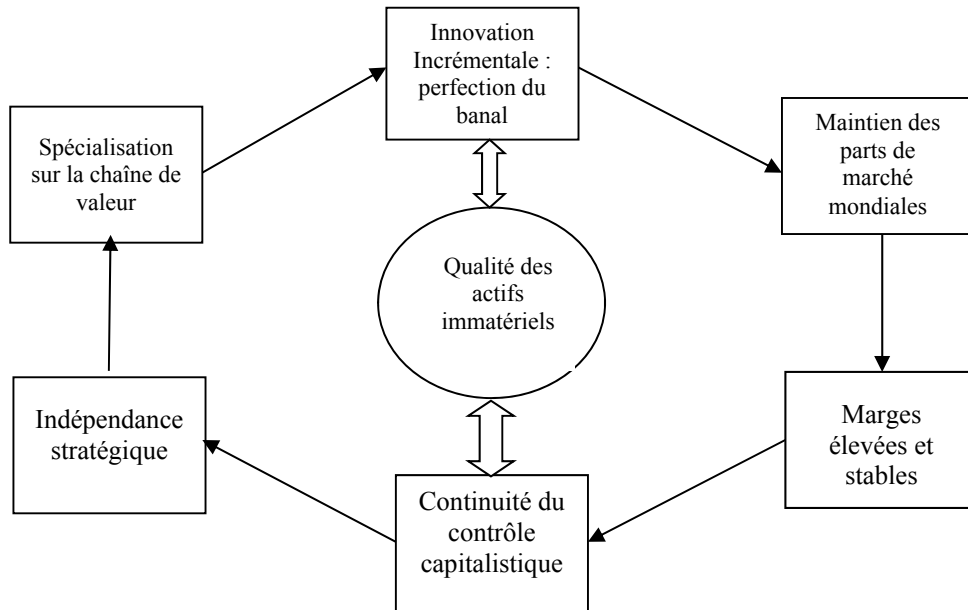 Innovation
Incrémentale :
perfection du
banal
Spécialisation
sur la chaîne de
valeur
Maintien des
parts de
marché
mondiales
Qualité des
actifs
immatériels
Indépendance
stratégique
Marges
élevées et
stables
Continuité du
contrôle
capitalistique